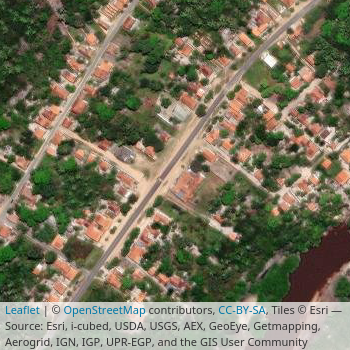 Leaflet | © OpenStreetMap contributors, CC-BY-SA, Tiles © Esri —
Source: Esri, i-cubed, USDA, USGS, AEX, GeoEye, Getmapping,
Aerogrid, IGN, IGP, UPR-EGP, and the GIS User Community